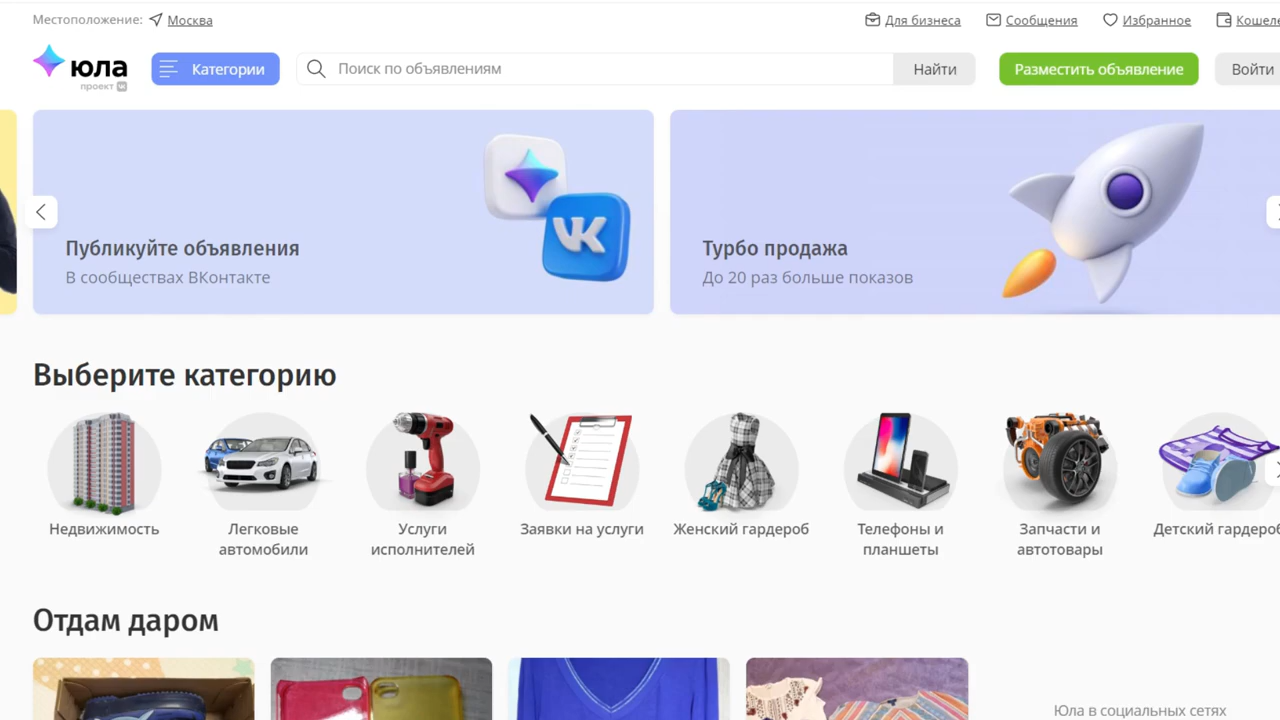 Местоположение: Москва
Для бизнеса
Сообщения
Избранное
юла
проект
Категории
Поиск по объявлениям
Найти
Разместить объявление
Войти
Публикуйте объявления
В сообществах ВКонтакте
Турбо продажа
До 20 раз больше показов
Выберите категорию
Недвижимость
Легковые
автомобили
Услуги
исполнителей
Заявки на услуги
Женский гардероб
Телефоны и
планшеты
Запчасти и
автотовары
Детский
Отдам даром
Юла в социальных сетях